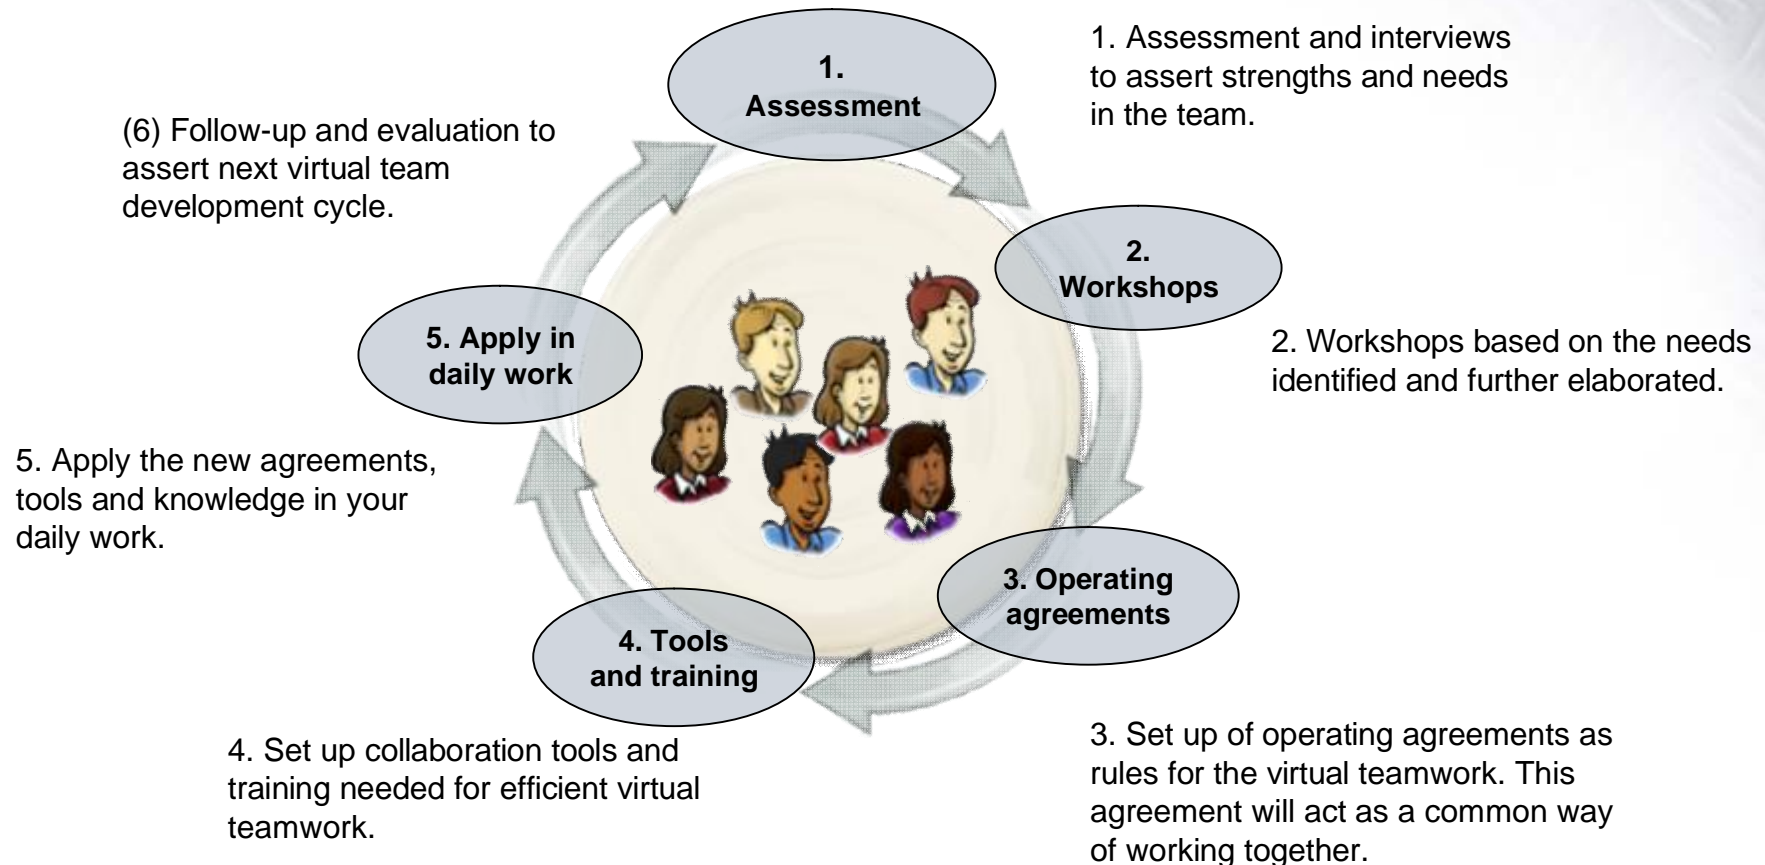 1.
Assessment
1. Assessment and interviews
to assert strengths and needs
in the team.
2.
Workshops
2. Workshops based on the needs
identified and further elaborated.
3. Operating
agreements
3. Set up of operating agreements as
rules for the virtual teamwork. This
agreement will act as a common way
of working together.
4. Tools
and training
4. Set up collaboration tools and
training needed for efficient virtual
teamwork.
5. Apply in
daily work
5. Apply the new agreements,
tools and knowledge in your
daily work.
(6) Follow-up and evaluation to
assert next virtual team
development cycle.